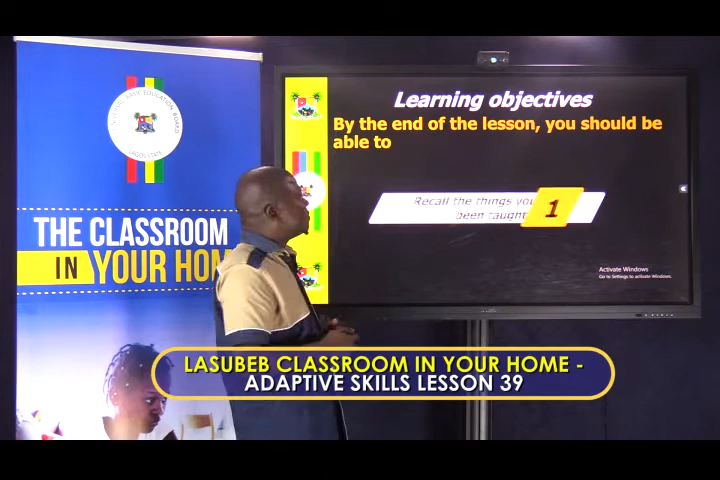 LAGOS STATE
THE CLASSROOM
IN YOUR HOM
Learning objectives
By the end of the lesson, you should be
able to
Recall the things you
been taught
1
Activate Windows
Go to Settings to activate Windows.
LASUBEB CLASSROOM IN YOUR HOME -
ADAPTIVE SKILLS LESSON 39